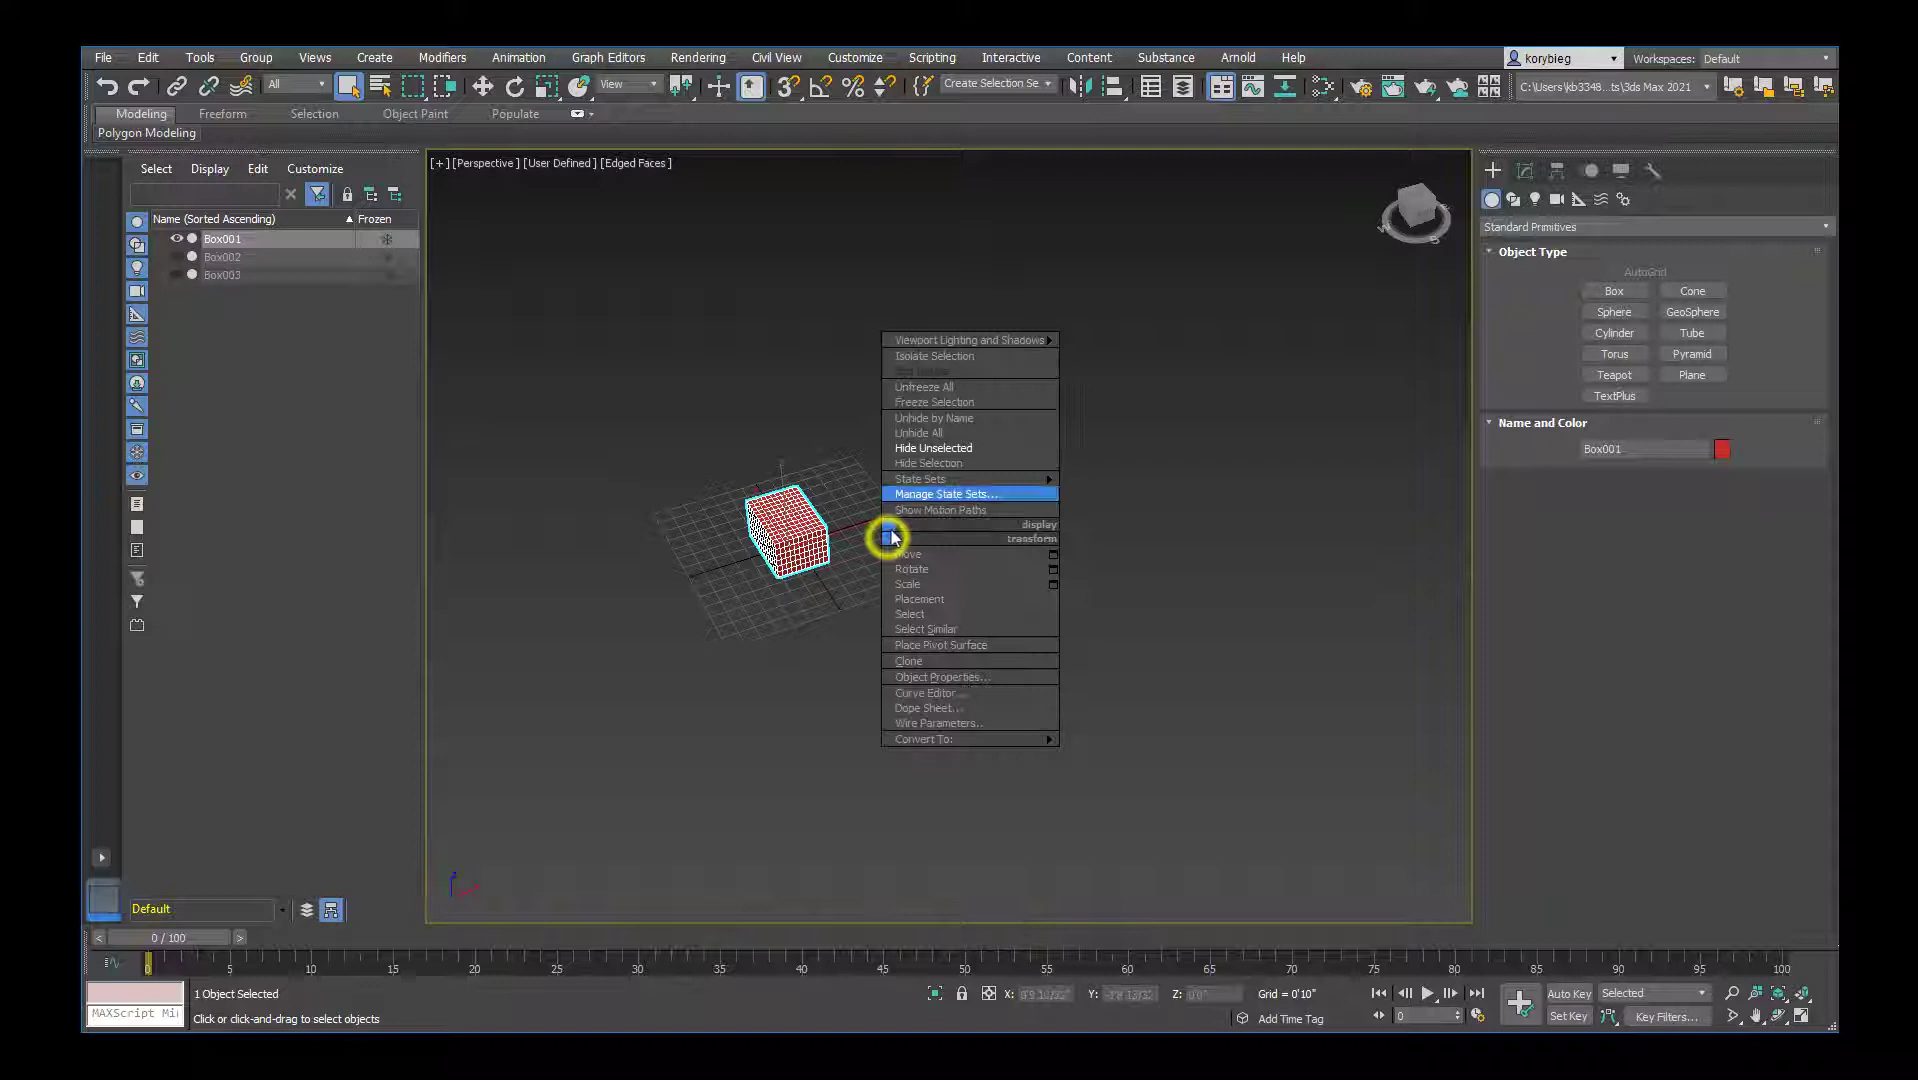 File Edit Tools Group Views Create Modifiers Animation Graph Editors Rendering Civil View Customize Scripting Interactive Content Substance Arnold Help korybieg Workspaces: Default
All View Create Selection Se C:\Users\kb3348...ts\3ds Max 2021
Modeling Freeform Selection Object Paint Populate
Polygon Modeling
Select Display Edit Customize
Name (Sorted Ascending) Frozen
Box001
Box002
Box003
[+] [Perspective ] [User Defined ] [Edged Faces ]
Viewport Lighting and Shadows
Isolate Selection
Unfreeze All
Freeze Selection
Unhide by Name
Unhide All
Hide Unselected
Hide Selection
State Sets
Manage State Sets...
Show Motion Paths
display
transform
Move
Rotate
Scale
Placement
Select
Select Similar
Place Pivot Surface
Clone
Object Properties...
Curve Editor...
Dope Sheet...
Wire Parameters...
Convert To:
Standard Primitives
Object Type
AutoGrid
Box Cone
Sphere GeoSphere
Cylinder Tube
Torus Pyramid
Teapot Plane
TextPlus
Name and Color
Box001
Default
< 0 / 100 >
0 5 10 15 20 25 30 35 40 45 50 55 60 65 70 75 80 85 90 95 100
1 Object Selected X: Y: Z: 0'0" Grid = 0'10" Auto Key Selected
MAXScript Mi Click or click-and-drag to select objects Add Time Tag 0 Set Key Key Filters...